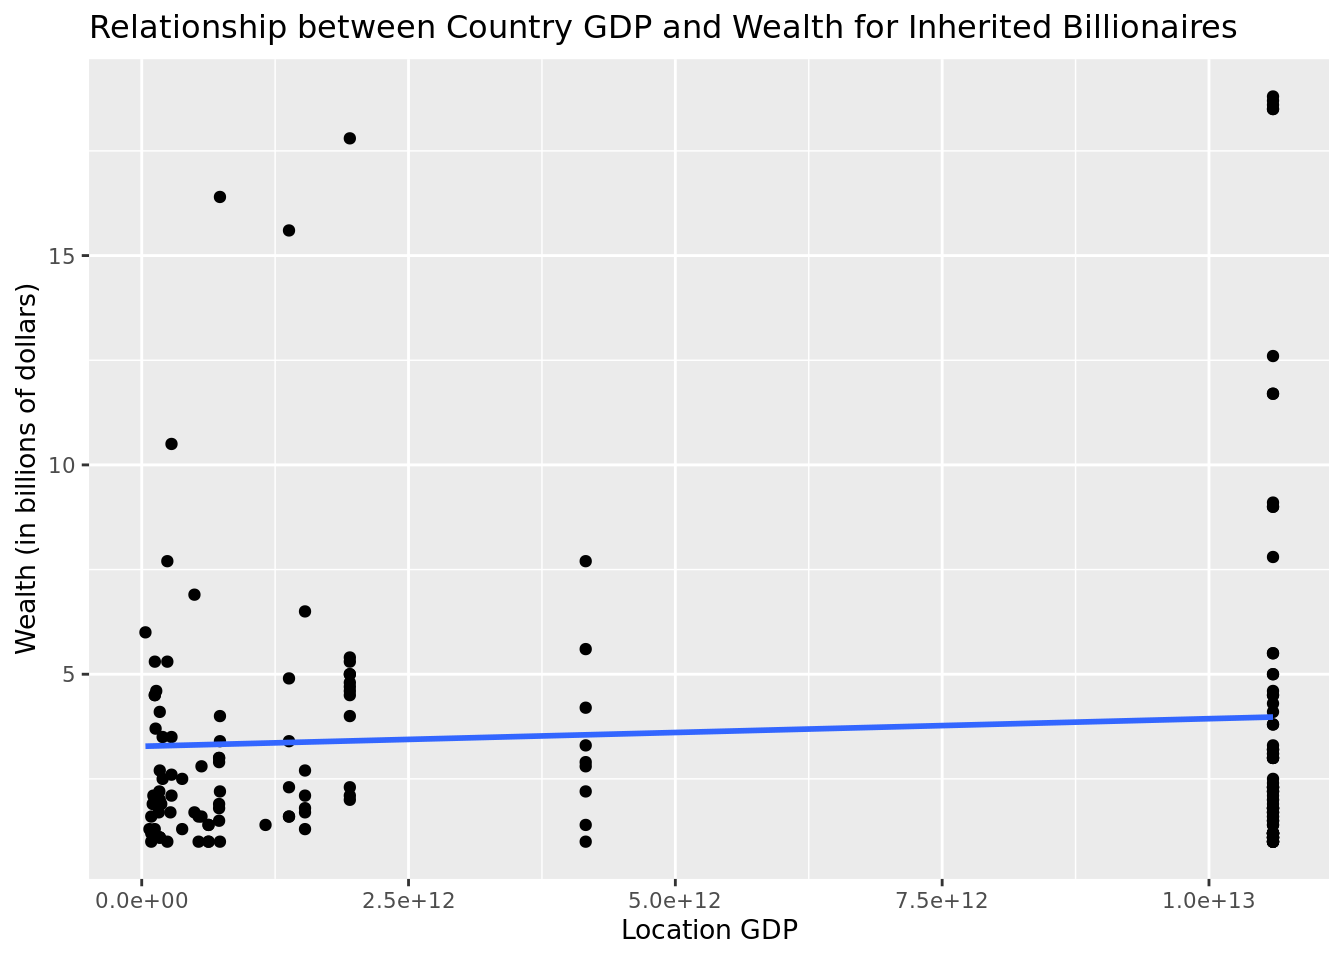 Relationship between Country GDP and Wealth for Inherited Billionaires
Wealth (in billions of dollars)
15
10
5
0.0e+00 2.5e+12 5.0e+12 7.5e+12 1.0e+13
Location GDP